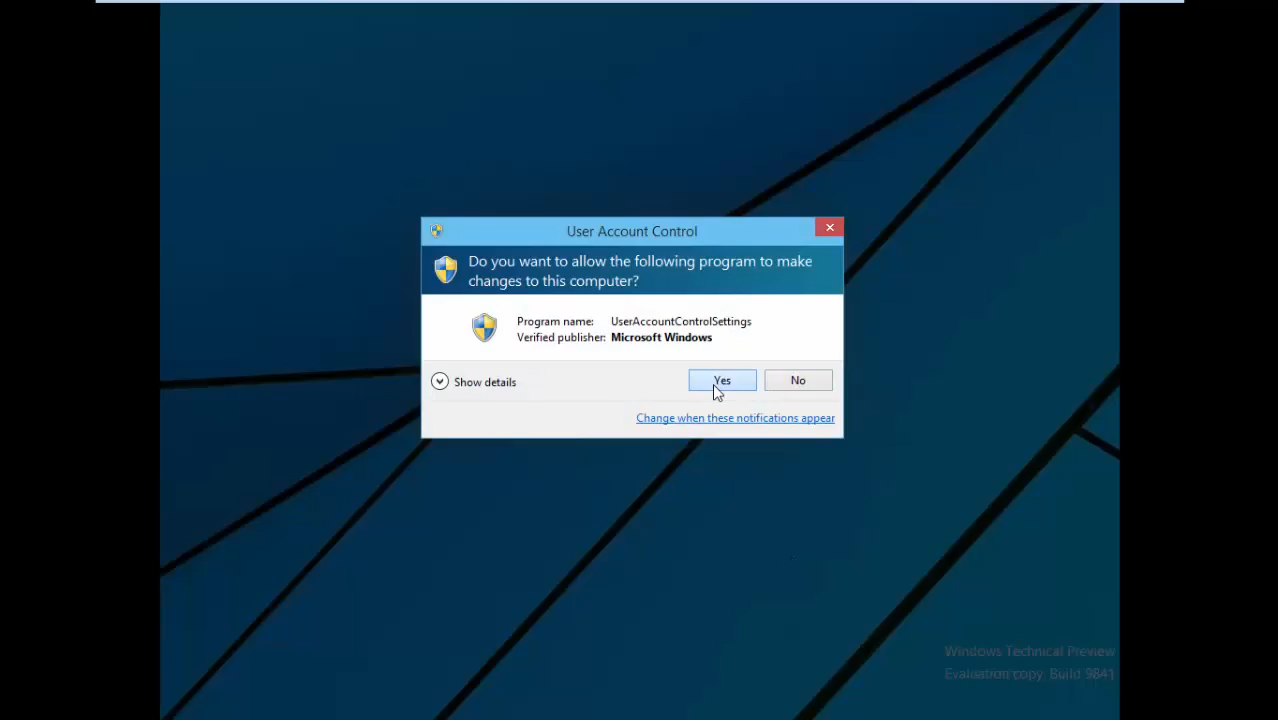 User Account Control
Do you want to allow the following program to make
changes to this computer?
Program name: UserAccountControlSettings
Verified publisher: Microsoft Windows
Show details
Yes
No
Change when these notifications appear
Windows Technical Preview
Evaluation copy. Build 9841